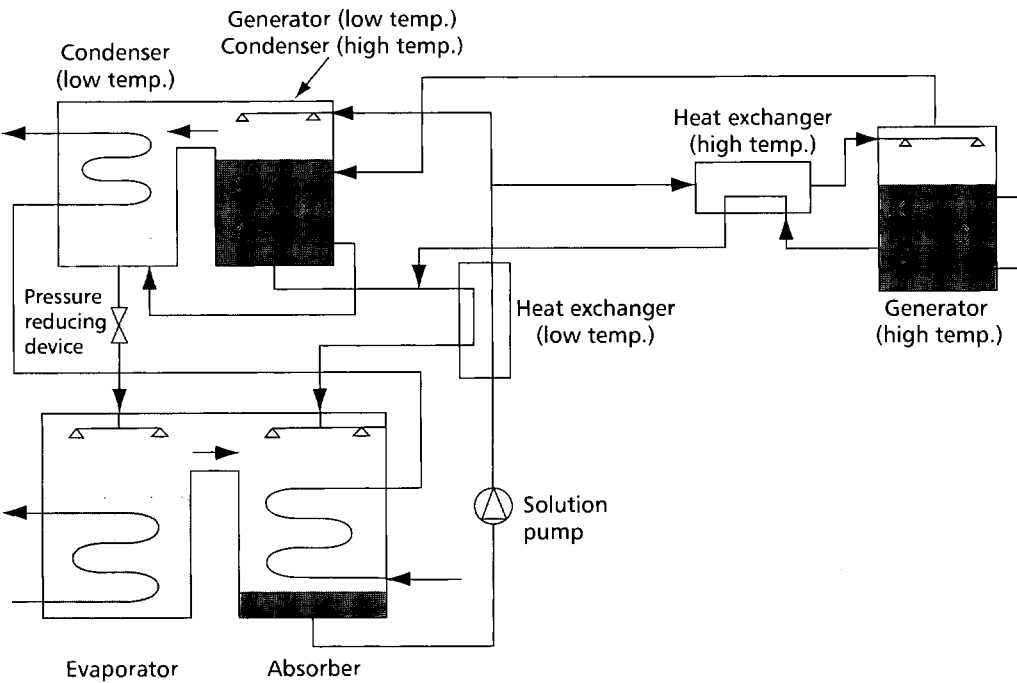 Generator (low temp.)
Condenser (high temp.)
Condenser
(low temp.)
Heat exchanger
(high temp.)
Pressure
reducing
device
Heat exchanger
(low temp.)
Generator
(high temp.)
Solution
pump
Evaporator
Absorber